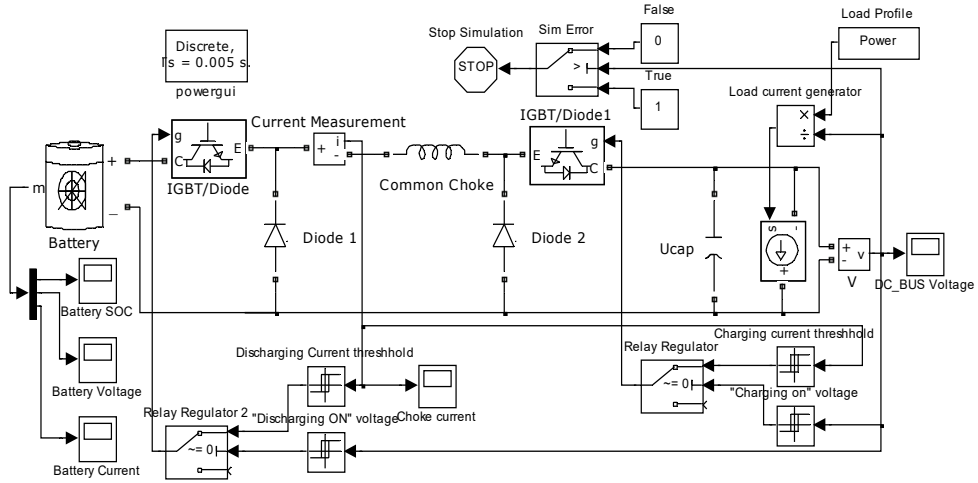 False
Load Profile
Stop Simulation
Sim Error
0
Power
Discrete,
Ts = 0.005 s.
powergui
STOP
>
True
1
Load current generator
×
÷
IGBT/Diode1
Current Measurement
g
C
E
+
i
-
g
E
C
IGBT/Diode
Common Choke
m
+
_
Battery
Diode 1
Diode 2
Ucap
s
-
+
+
-
v
V
DC_BUS Voltage
Battery SOC
Discharging Current threshhold
Relay Regulator
Charging current threshhold
~= 0
"Charging on" voltage
Battery Voltage
Choke current
Relay Regulator 2
"Discharging ON" voltage
~= 0
Battery Current